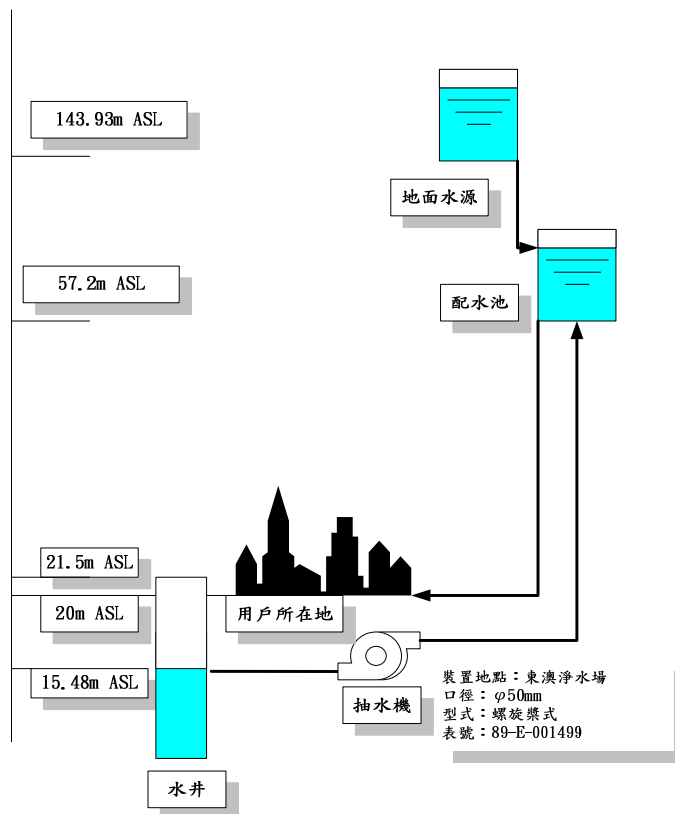 143.93m ASL
地面水源
57.2m ASL
配水池
21.5m ASL
20m ASL
用戶所在地
15.48m ASL
抽水機
裝置地點：東澳淨水場
口徑：φ50mm
型式：螺旋槳式
表號：89-E-001499
水井